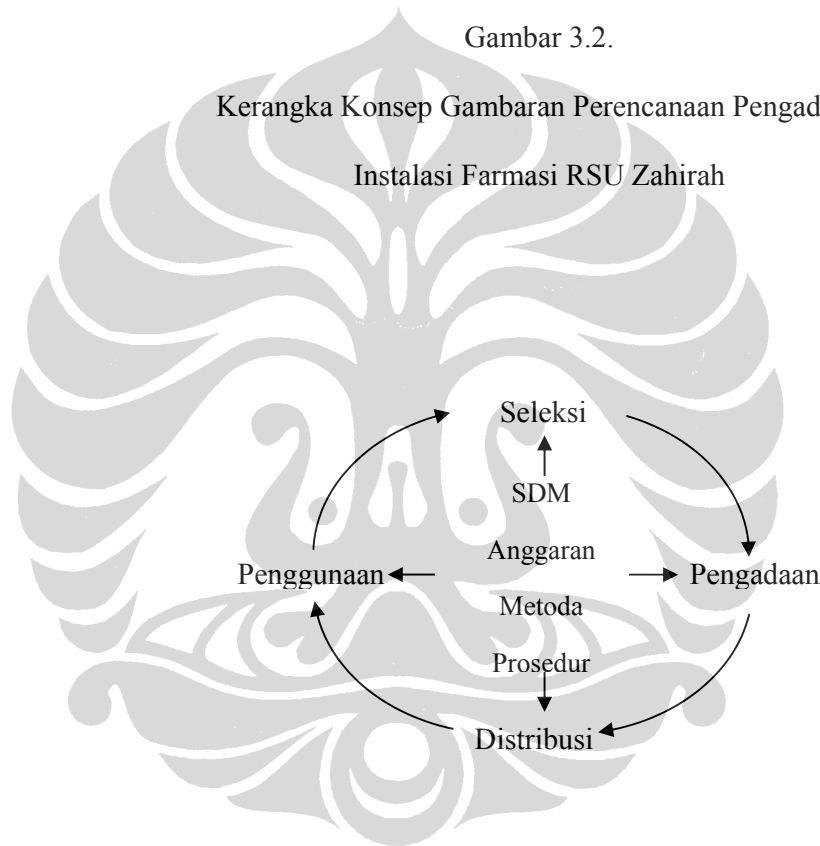 Gambar 3.2.
Kerangka Konsep Gambaran Perencanaan Pengad
Instalasi Farmasi RSU Zahirah
Seleksi
SDM
Anggaran
Penggunaan Pengadaan
Metoda
Prosedur
Distribusi